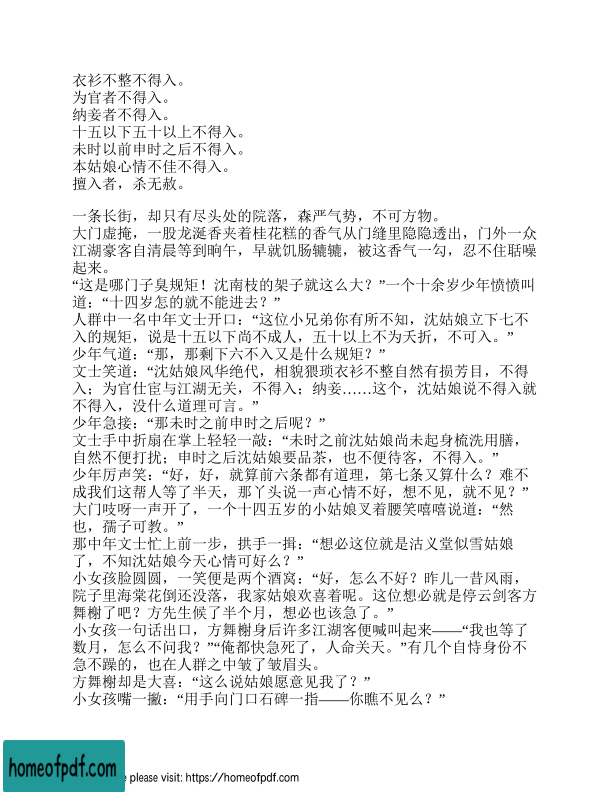 衣衫不整不得入。
为官者不得入。
纳妾者不得入。
十五以下五十以上不得入。
未时以前申时之后不得入。
本姑娘心情不佳不得入。
擅入者，杀无赦。
一条长街，却只有尽头处的院落，森严气势，不可方物。
大门虚掩，一股龙涎香夹着桂花糕的香气从门缝里隐隐透出，门外一众
江湖豪客自清晨等到晌午，早就饥肠辘辘，被这香气一勾，忍不住聒噪
起来。
“这是哪门子臭规矩！沈南枝的架子就这么大？”一个十余岁少年愤愤叫
道：“十四岁怎的就不能进去？”
人群中一名中年文士开口：“这位小兄弟你有所不知，沈姑娘立下七不
入的规矩，说是十五以下尚不成人，五十以上不为夭折，不可入。”
少年气道：“那，那剩下六不入又是什么规矩？”
文士笑道：“沈姑娘风华绝代，相貌猥琐衣衫不整自然有损芳目，不得
入；为官仕宦与江湖无关，不得入；纳妾……这个，沈姑娘说不得入就
不得入，没什么道理可言。”
少年急接：“那未时之前申时之后呢？”
文士手中折扇在掌上轻轻一敲：“未时之前沈姑娘尚未起身梳洗用膳，
自然不便打扰；申时之后沈姑娘要品茶，也不便待客，不得入。”
少年厉声笑：“好，好，就算前六条都有道理，第七条又算什么？难不
成我们这帮人等了半天，那丫头说一声心情不好，想不见，就不见？”
大门吱呀一声开了，一个十四五岁的小姑娘叉着腰笑嘻嘻说道：“然
也，孺子可教。”
那中年文士忙上前一步，拱手一揖：“想必这位就是沽义堂似雪姑娘
了，不知沈姑娘今天心情可好么？”
小女孩脸圆圆，一笑便是两个酒窝：“好，怎么不好？昨儿一昔风雨，
院子里海棠花倒还没落，我家姑娘欢喜着呢。这位想必就是停云剑客方
舞榭了吧？方先生候了半个月，想必也该急了。”
小女孩一句话出口，方舞榭身后许多江湖客便喊叫起来——“我也等了
数月，怎么不问我？”“俺都快急死了，人命关天。”有几个自恃身份不
急不躁的，也在人群之中皱了皱眉头。
方舞榭却是大喜：“这么说姑娘愿意见我了？”
小女孩嘴一撇：“用手向门口石碑一指——你瞧不见么？”
homeofpdf.com
e please visit: https://homeofpdf.com